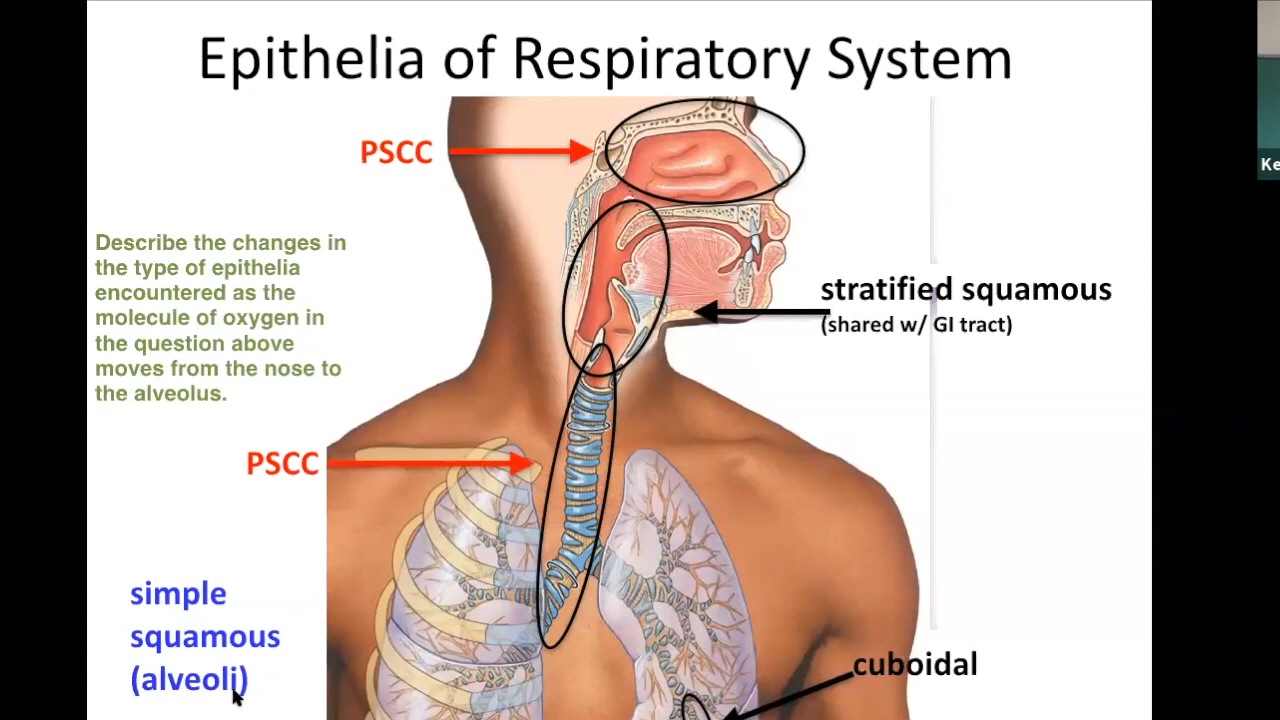 Epithelia of Respiratory System
PSCC
Describe the changes in
the type of epithelia
encountered as the
molecule of oxygen in
the question above
moves from the nose to
the alveolus.
stratified squamous
(shared w/ GI tract)
PSCC
simple
squamous
(alveoli)
cuboidal
Ke